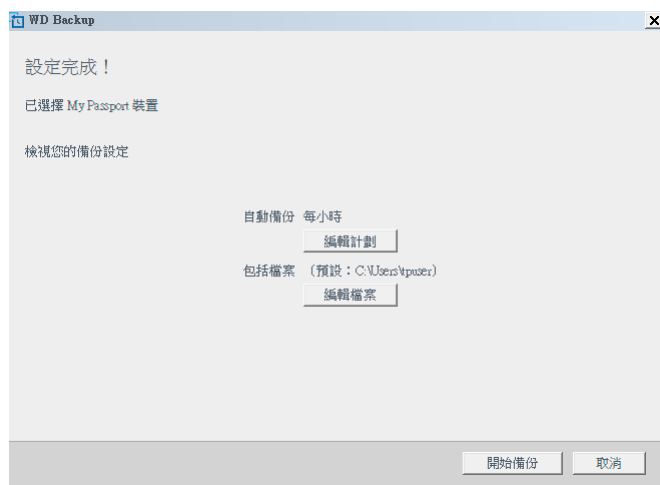 WD Backup
設定完成！
已選擇 My Passport 裝置
檢視您的備份設定
自動備份 每小時
編輯計劃
包括檔案 （預設：C:\Users\tpuser）
編輯檔案
開始備份 取消